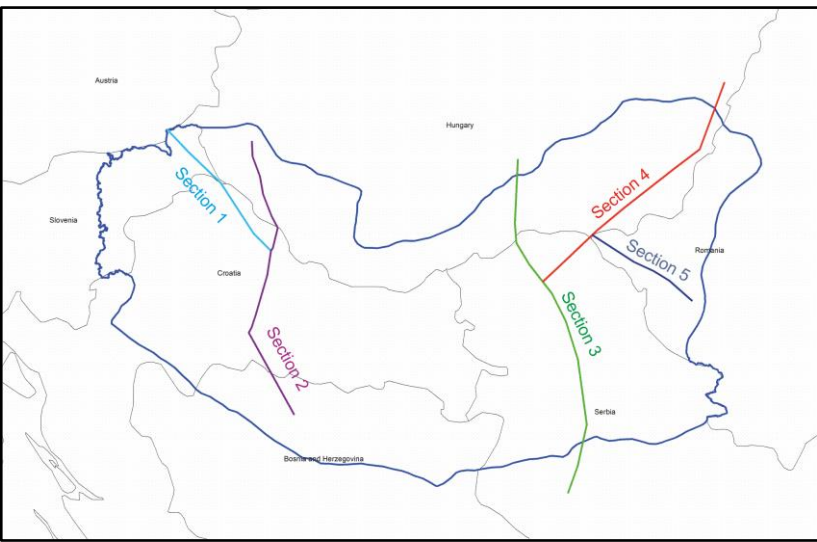 Austria
Hungary
Section 1
Slovenia
Section 4
Croatia
Section 5
Romania
Section 3
Section 2
Serbia
Bosnia and Herzegovina